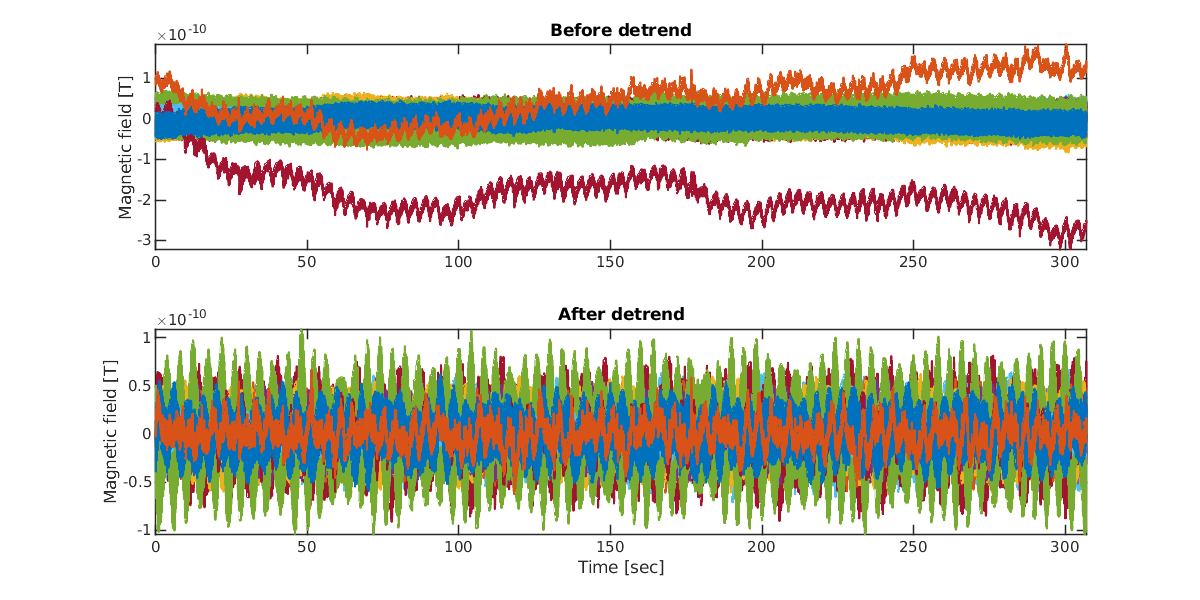 Before detrend
×10-10
Magnetic field [T]
1
0
-1
-2
-3
0 50 100 150 200 250 300
After detrend
×10-10
Magnetic field [T]
1
0.5
0
-0.5
-1
0 50 100 150 200 250 300
Time [sec]